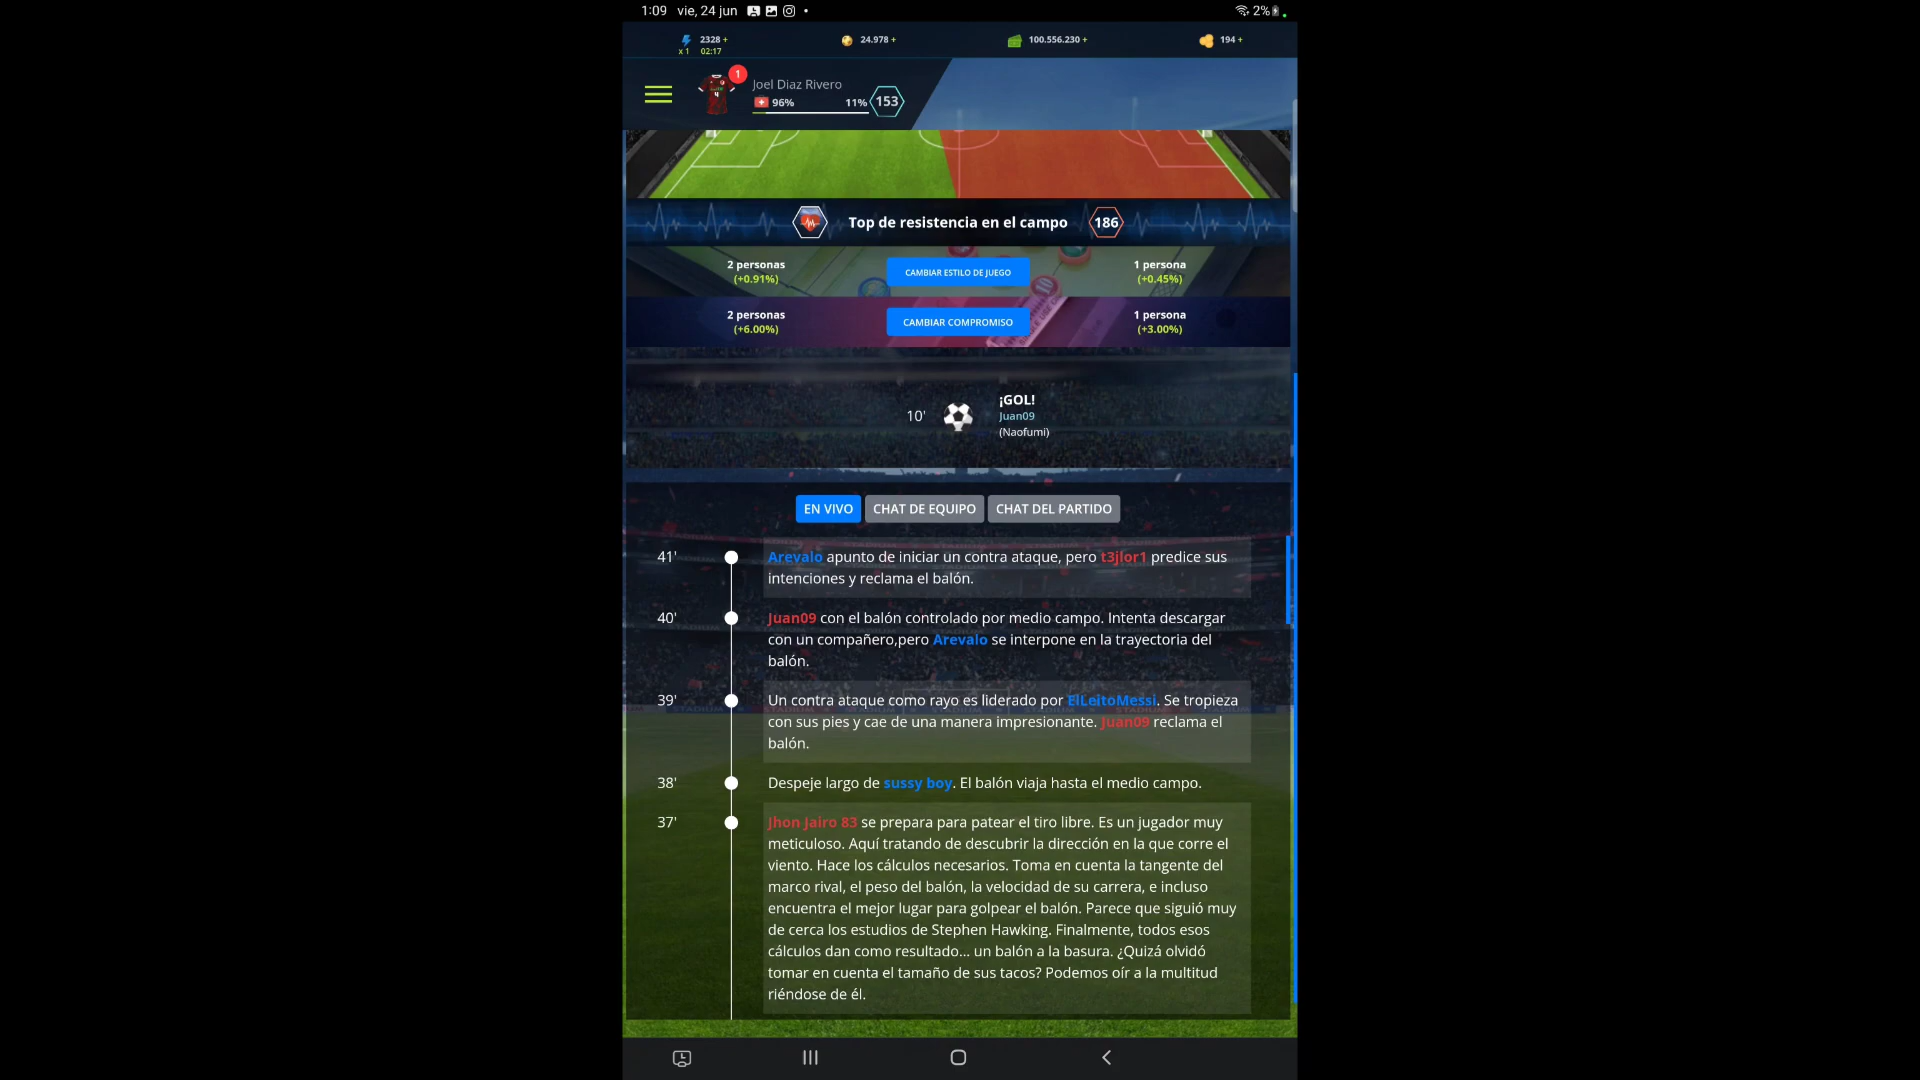 1:09 vie, 24 jun
2%
2328 +
x 1 02:17
24.978 +
100.556.230 +
194 +
1
Joel Diaz Rivero
96% 11% 153
Top de resistencia en el campo 186
2 personas
(+0.91%)
CAMBIAR ESTILO DE JUEGO
1 persona
(+0.45%)
2 personas
(+6.00%)
CAMBIAR COMPROMISO
1 persona
(+3.00%)
10'
¡GOL!
Juan09
(Naofumi)
EN VIVO CHAT DE EQUIPO CHAT DEL PARTIDO
41' Arevalo apunto de iniciar un contra ataque, pero t3jlor1 predice sus
intenciones y reclama el balón.
40' Juan09 con el balón controlado por medio campo. Intenta descargar
con un compañero,pero Arevalo se interpone en la trayectoria del
balón.
39' Un contra ataque como rayo es liderado por ElLeitoMessi. Se tropieza
con sus pies y cae de una manera impresionante. Juan09 reclama el
balón.
38' Despeje largo de sussy boy. El balón viaja hasta el medio campo.
37' Jhon Jairo 83 se prepara para patear el tiro libre. Es un jugador muy
meticuloso. Aquí tratando de descubrir la dirección en la que corre el
viento. Hace los cálculos necesarios. Toma en cuenta la tangente del
marco rival, el peso del balón, la velocidad de su carrera, e incluso
encuentra el mejor lugar para golpear el balón. Parece que siguió muy
de cerca los estudios de Stephen Hawking. Finalmente, todos esos
cálculos dan como resultado... un balón a la basura. ¿Quizá olvidó
tomar en cuenta el tamaño de sus tacos? Podemos oír a la multitud
riéndose de él.